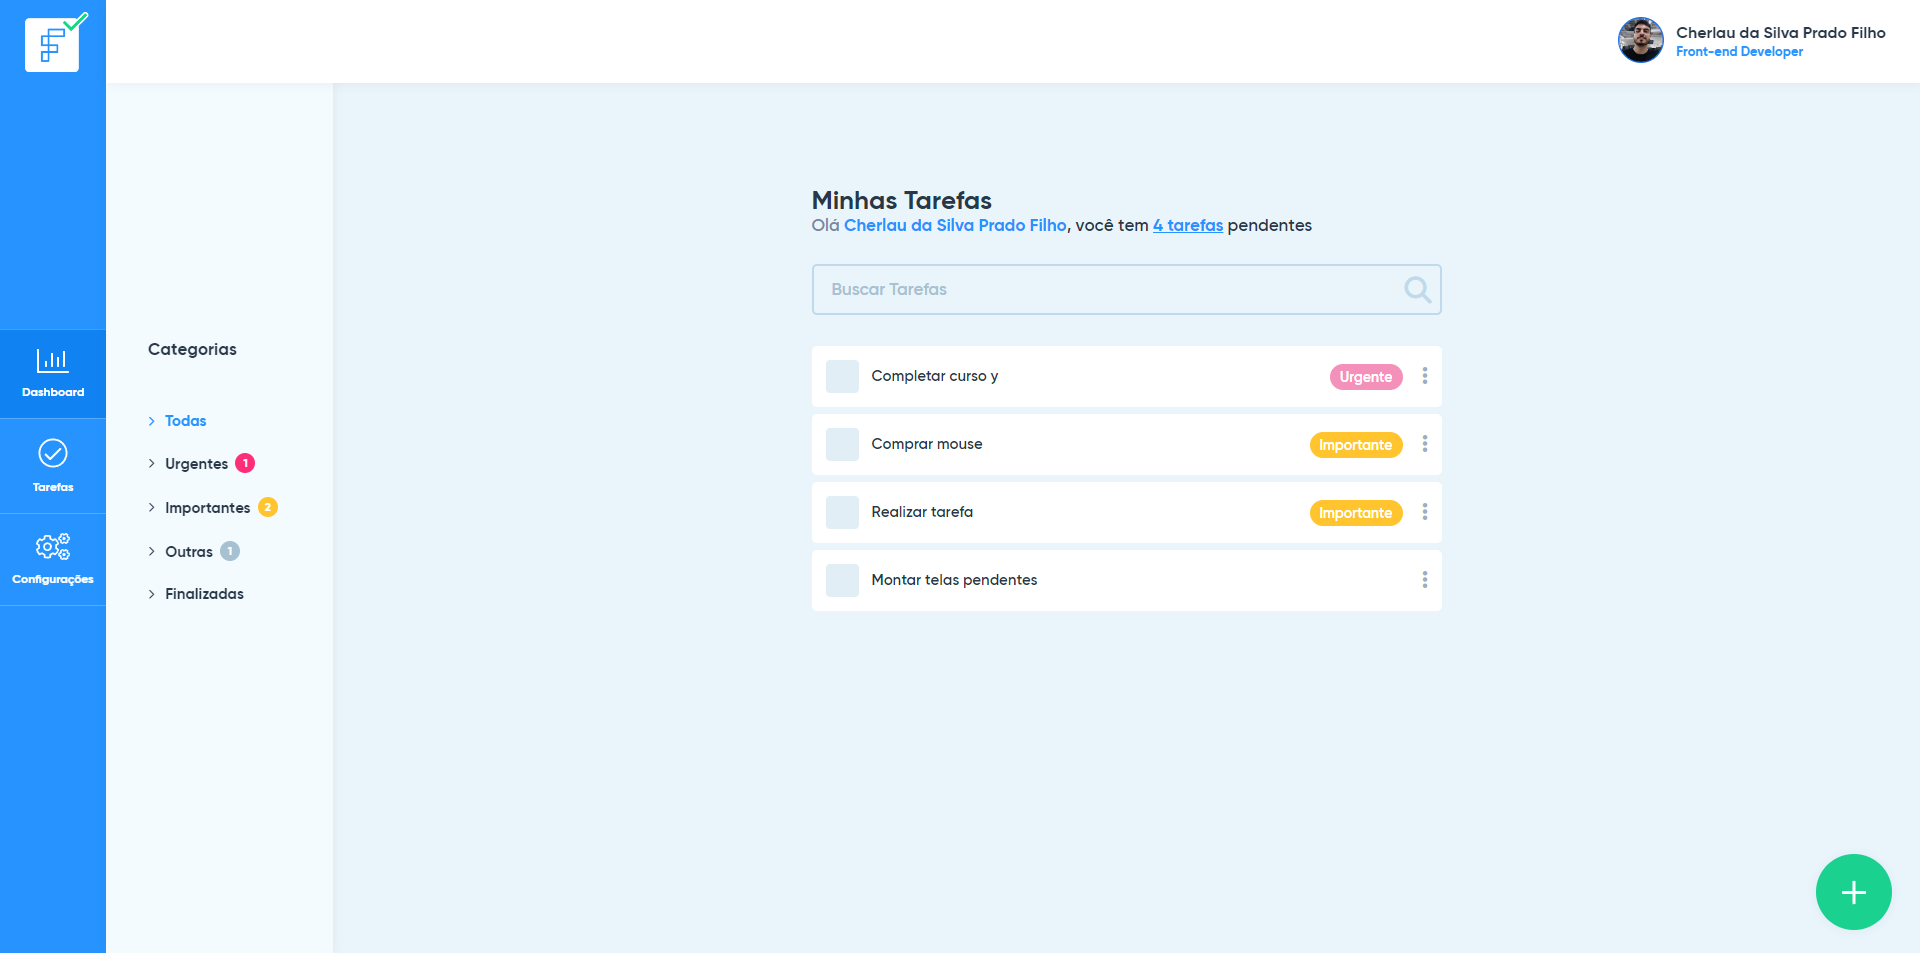 Cherlau da Silva Prado Filho
Front-end Developer
Dashboard
Tarefas
Configurações
Categorias
Todas
Urgentes 1
Importantes 2
Outras 1
Finalizadas
Minhas Tarefas
Olá Cherlau da Silva Prado Filho, você tem 4 tarefas pendentes
Buscar Tarefas
Completar curso y Urgente
Comprar mouse Importante
Realizar tarefa Importante
Montar telas pendentes